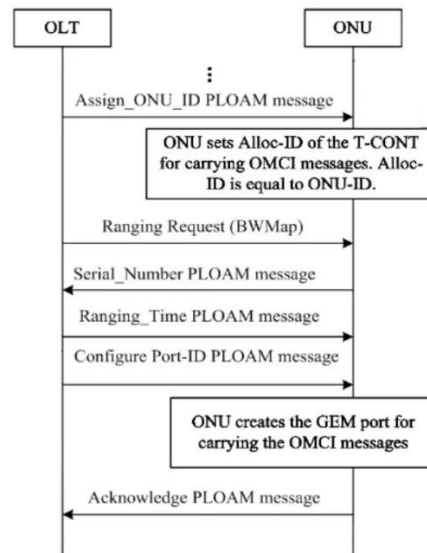 OLT
ONU
Assign_ONU_ID PLOAM message
ONU sets Alloc-ID of the T-CONT
for carrying OMCI messages. Alloc-
ID is equal to ONU-ID.
Ranging Request (BWMap)
Serial_Number PLOAM message
Ranging_Time PLOAM message
Configure Port-ID PLOAM message
ONU creates the GEM port for
carrying the OMCI messages
Acknowledge PLOAM message